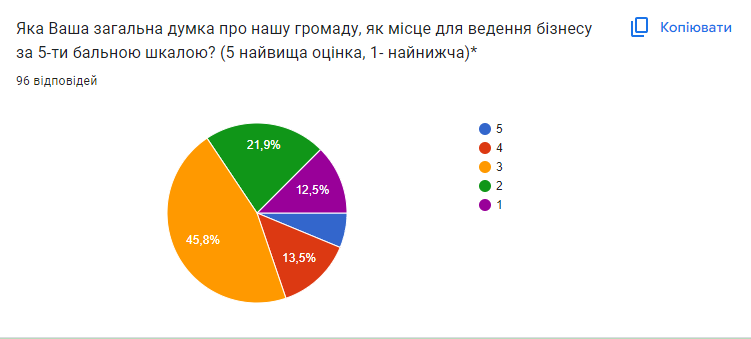 Яка Ваша загальна думка про нашу громаду, як місце для ведення бізнесу
за 5-ти бальною шкалою? (5 найвища оцінка, 1- найнижча)*
Копіювати
96 відповідей
21,9%
12,5%
45,8%
13,5%
5
4
3
2
1